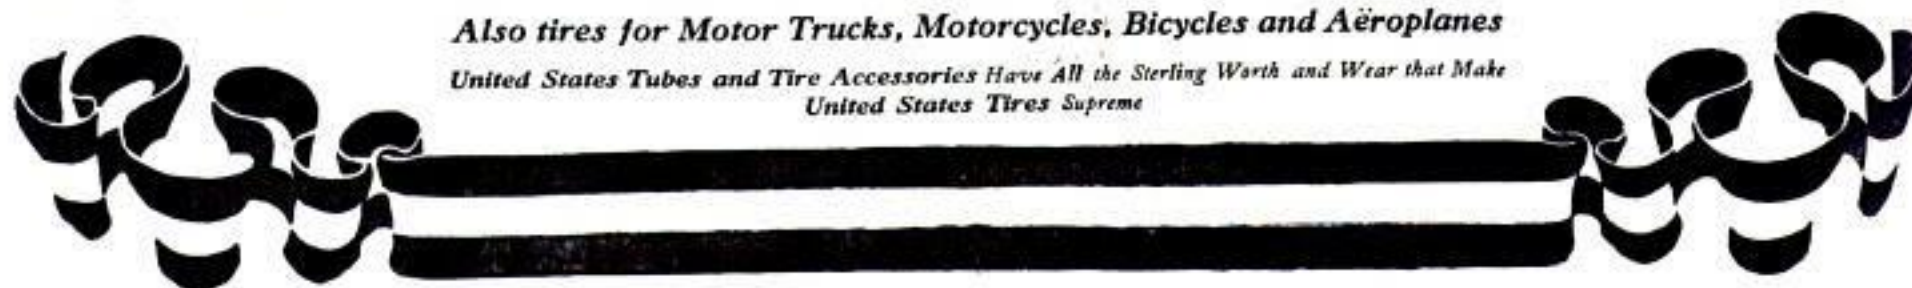 Also tires for Motor Trucks, Motorcycles, Bicycles and Aëroplanes
United States Tubes and Tire Accessories Have All the Sterling Worth and Wear that Make
United States Tires Supreme